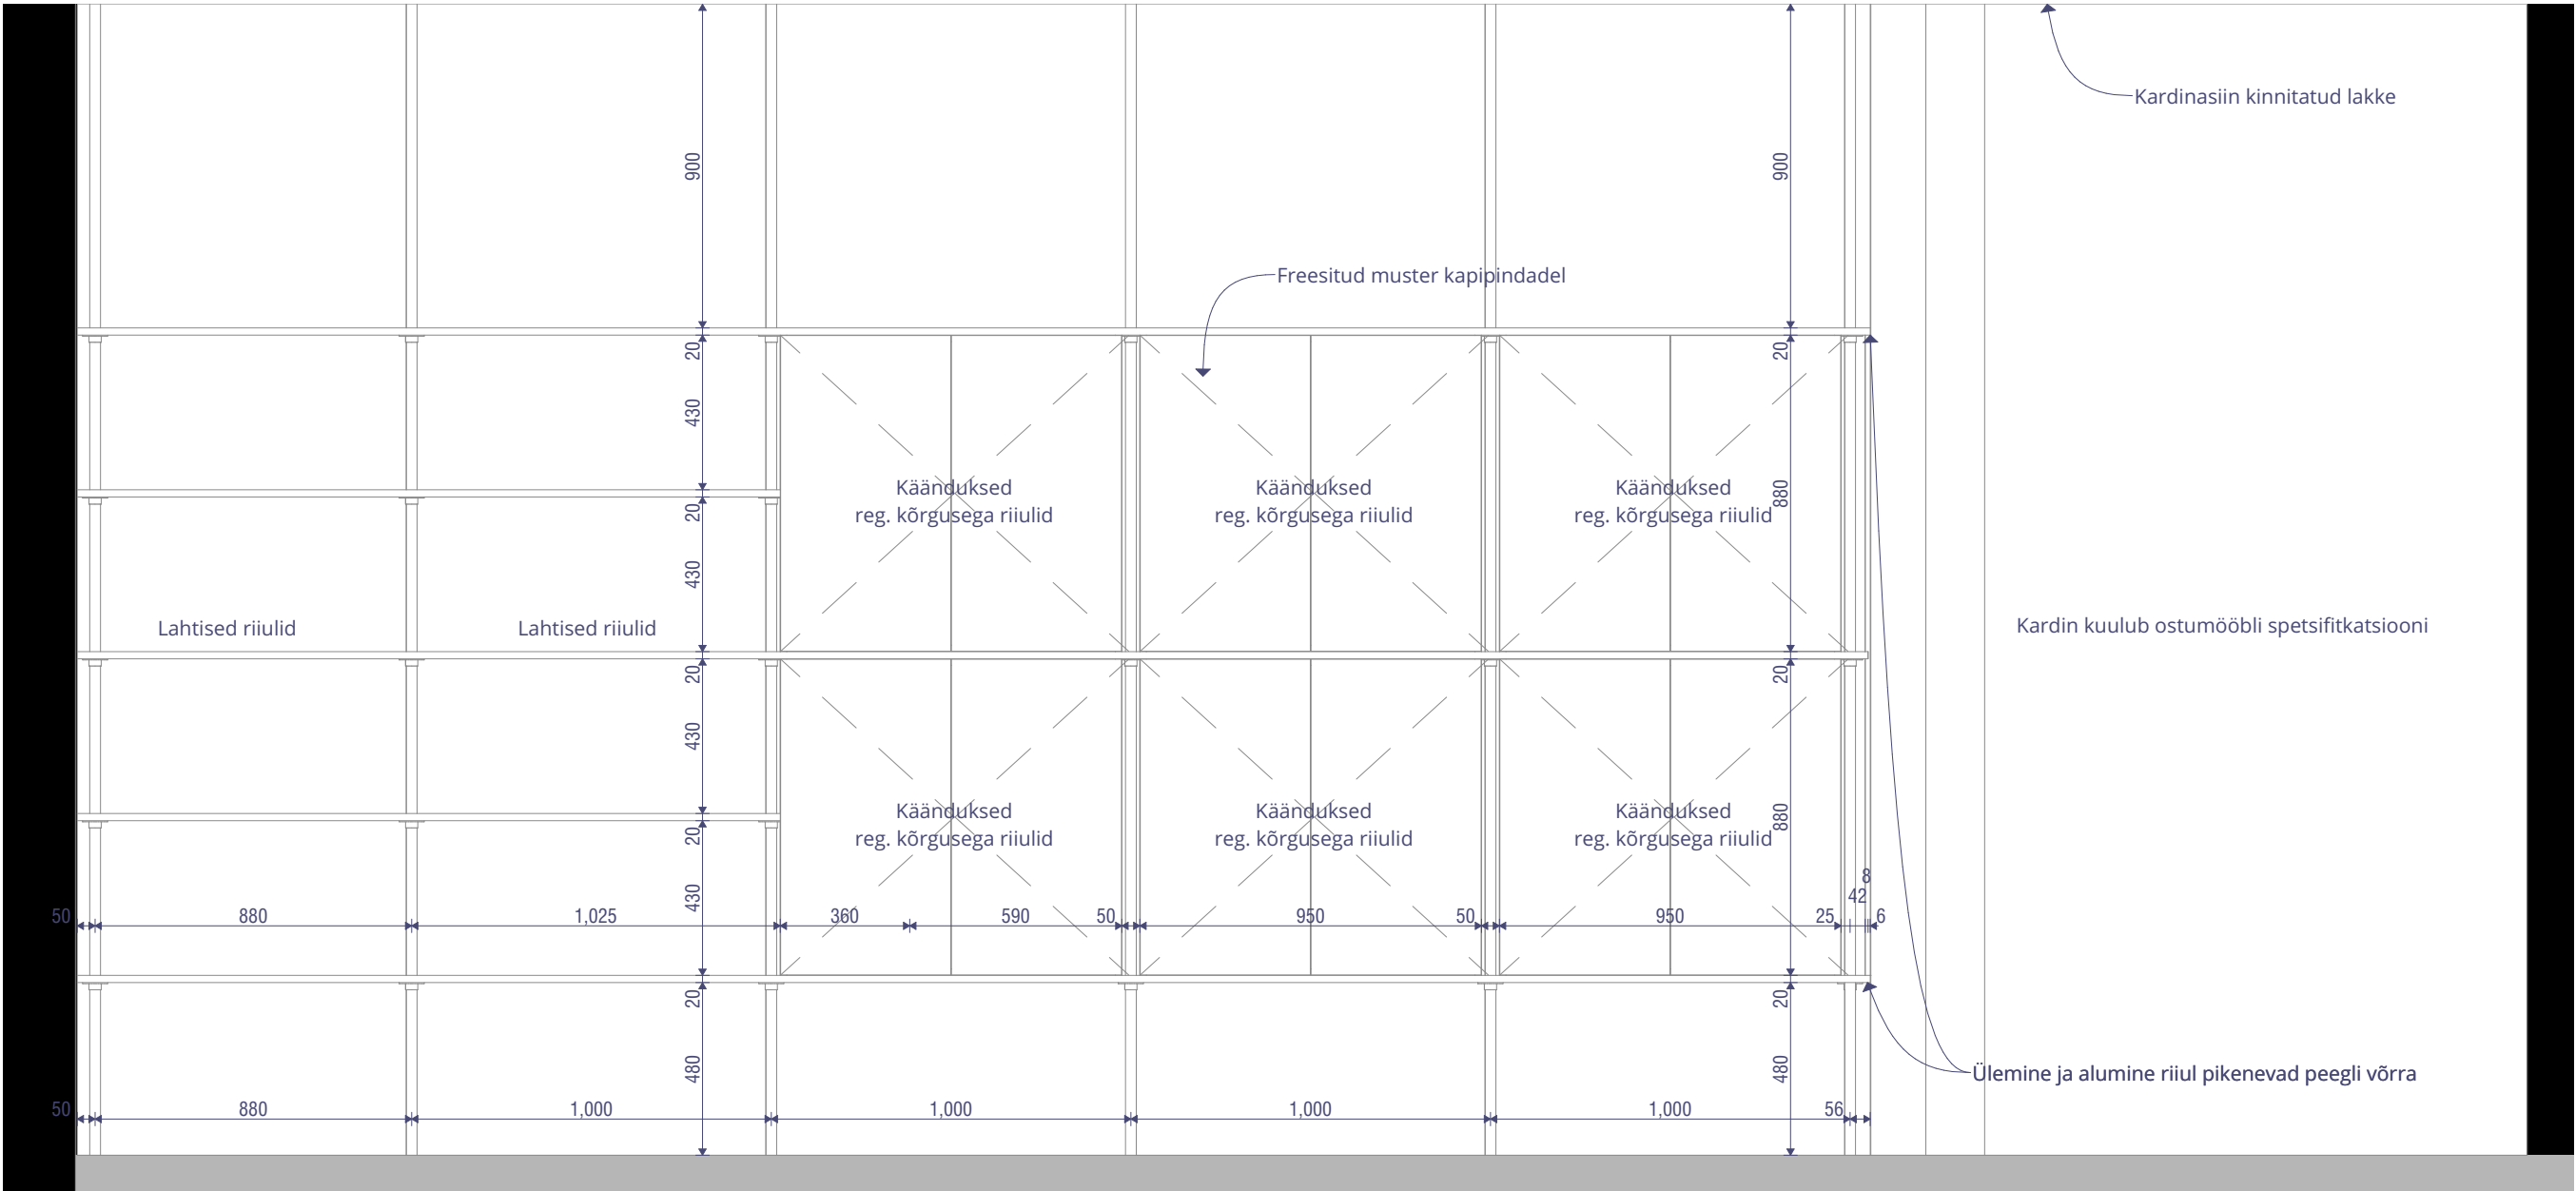 Kardinasiin kinnitatud lakke
900
900
Freesitud muster kapipindadel
20
20
430
Käänduksed
reg. kõrgusega riiulid
Käänduksed
reg. kõrgusega riiulid
Käänduksed
reg. kõrgusega riiulid
880
20
430
Lahtised riiulid
Lahtised riiulid
Kardin kuulub ostumööbli spetsifitkatsiooni
20
20
430
Käänduksed
reg. kõrgusega riiulid
Käänduksed
reg. kõrgusega riiulid
Käänduksed
reg. kõrgusega riiulid
880
20
430
8
42
50
880
1,025
360
590
50
950
50
950
25
6
20
20
480
480
Ülemine ja alumine riiul pikenevad peegli võrra
50
880
1,000
1,000
1,000
1,000
56